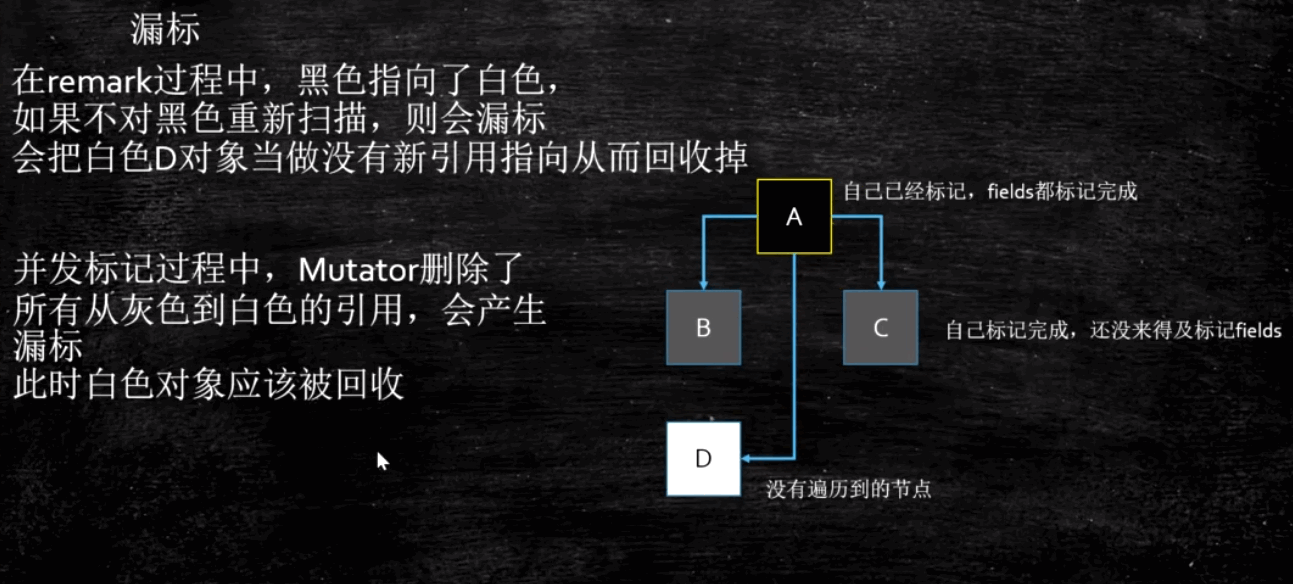 漏标
在remark过程中，黑色指向了白色，
如果不对黑色重新扫描，则会漏标
会把白色D对象当做没有新引用指向从而回收掉
并发标记过程中，Mutator删除了
所有从灰色到白色的引用，会产生
漏标
此时白色对象应该被回收
A
自己已经标记，fields都标记完成
B
C
自己标记完成，还没来得及标记fields
D
没有遍历到的节点